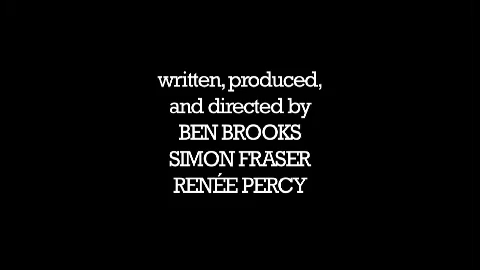 written, produced,
and directed by
BEN BROOKS
SIMON FRASER
RENÉE PERCY